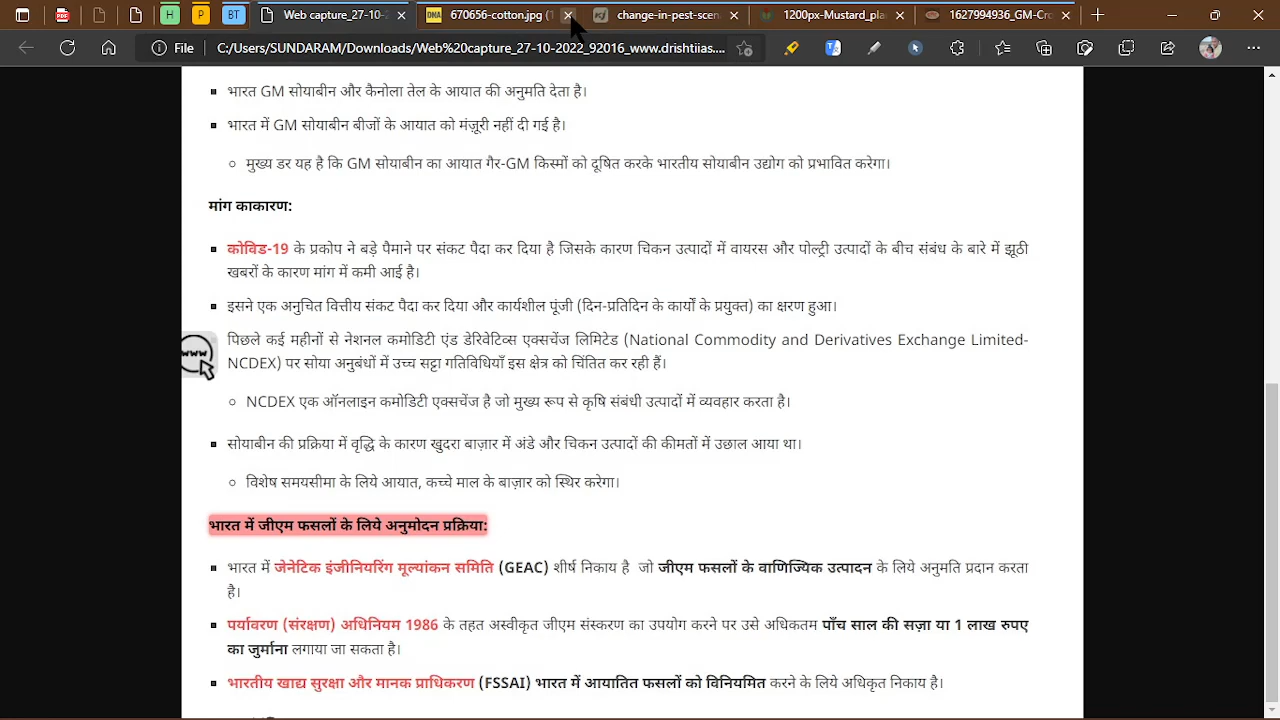 H
P
BT
Web capture_27-10-
DNA
670656-cotton.jpg (1
KJ
change-in-pest-scen
1200px-Mustard_pla
1627994936_GM-Cro
File
C:/Users/SUNDARAM/Downloads/Web%20capture_27-10-2022_92016_www.drishtiias....
भारत GM सोयाबीन और कैनोला तेल के आयात की अनुमति देता है।
भारत में GM सोयाबीन बीजों के आयात को मंज़ूरी नहीं दी गई है।
मुख्य डर यह है कि GM सोयाबीन का आयात गैर-GM किस्मों को दूषित करके भारतीय सोयाबीन उद्योग को प्रभावित करेगा।
मांग काकारण:
कोविड-19 के प्रकोप ने बड़े पैमाने पर संकट पैदा कर दिया है जिसके कारण चिकन उत्पादों में वायरस और पोल्ट्री उत्पादों के बीच संबंध के बारे में झूठी
खबरों के कारण मांग में कमी आई है।
इसने एक अनुचित वित्तीय संकट पैदा कर दिया और कार्यशील पूंजी (दिन-प्रतिदिन के कार्यों के प्रयुक्त) का क्षरण हुआ।
www
पिछले कई महीनों से नेशनल कमोडिटी एंड डेरिवेटिव्स एक्सचेंज लिमिटेड (National Commodity and Derivatives Exchange Limited-
NCDEX) पर सोया अनुबंधों में उच्च सट्टा गतिविधियाँ इस क्षेत्र को चिंतित कर रही हैं।
NCDEX एक ऑनलाइन कमोडिटी एक्सचेंज है जो मुख्य रूप से कृषि संबंधी उत्पादों में व्यवहार करता है।
सोयाबीन की प्रक्रिया में वृद्धि के कारण खुदरा बाज़ार में अंडे और चिकन उत्पादों की कीमतों में उछाल आया था।
विशेष समयसीमा के लिये आयात, कच्चे माल के बाज़ार को स्थिर करेगा।
भारत में जीएम फसलों के लिये अनुमोदन प्रक्रिया:
भारत में जेनेटिक इंजीनियरिंग मूल्यांकन समिति (GEAC) शीर्ष निकाय है जो जीएम फसलों के वाणिज्यिक उत्पादन के लिये अनुमति प्रदान करता
है।
पर्यावरण (संरक्षण) अधिनियम 1986 के तहत अस्वीकृत जीएम संस्करण का उपयोग करने पर उसे अधिकतम पाँच साल की सज़ा या 1 लाख रुपए
का जुर्माना लगाया जा सकता है।
भारतीय खाद्य सुरक्षा और मानक प्राधिकरण (FSSAI) भारत में आयातित फसलों को विनियमित करने के लिये अधिकृत निकाय है।